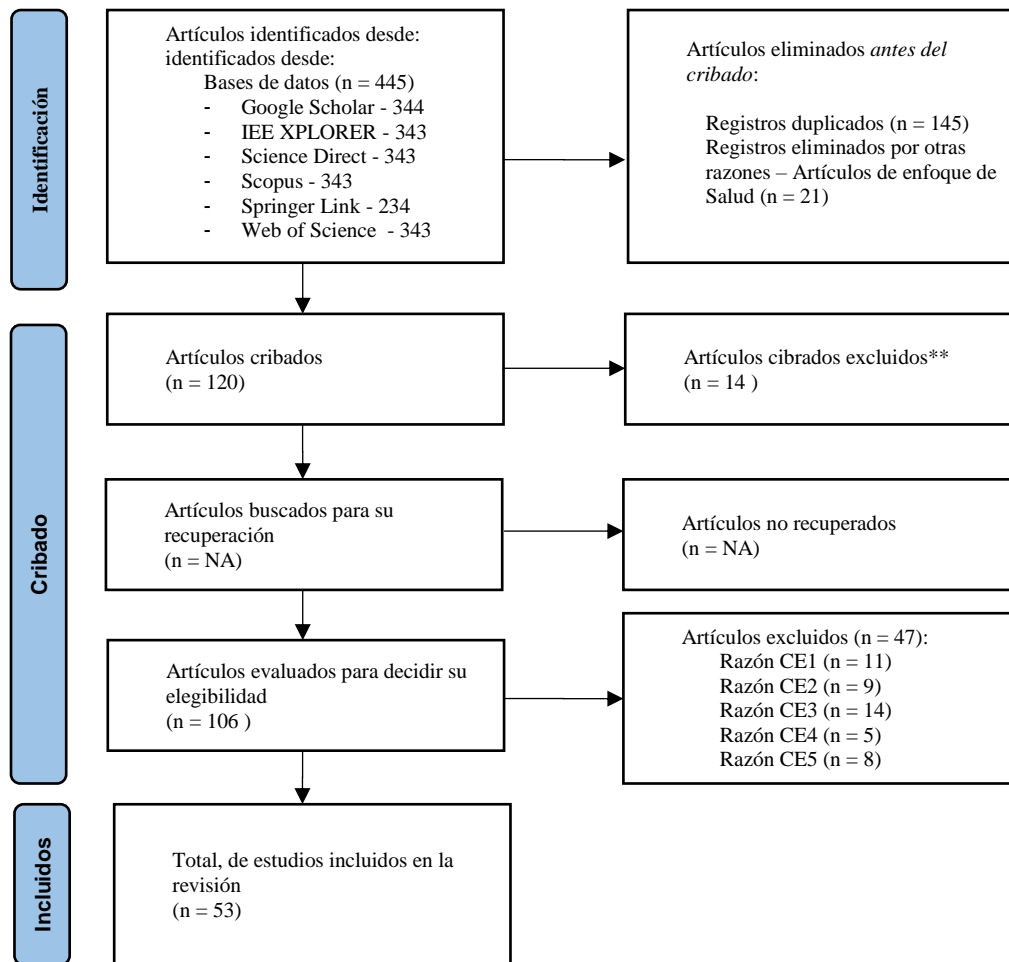 Identificación
Artículos identificados desde:
identificados desde:
Bases de datos (n = 445)
- Google Scholar - 344
- IEE XPLORER - 343
- Science Direct - 343
- Scopus - 343
- Springer Link - 234
- Web of Science - 343
Artículos eliminados antes del
cribado:
Registros duplicados (n = 145)
Registros eliminados por otras
razones – Artículos de enfoque de
Salud (n = 21)
Cribado
Artículos cribados
(n = 120)
Artículos cibrados excluidos**
(n = 14 )
Artículos buscados para su
recuperación
(n = NA)
Artículos no recuperados
(n = NA)
Artículos evaluados para decidir su
elegibilidad
(n = 106 )
Artículos excluidos (n = 47):
Razón CE1 (n = 11)
Razón CE2 (n = 9)
Razón CE3 (n = 14)
Razón CE4 (n = 5)
Razón CE5 (n = 8)
Incluidos
Total, de estudios incluidos en la
revisión
(n = 53)